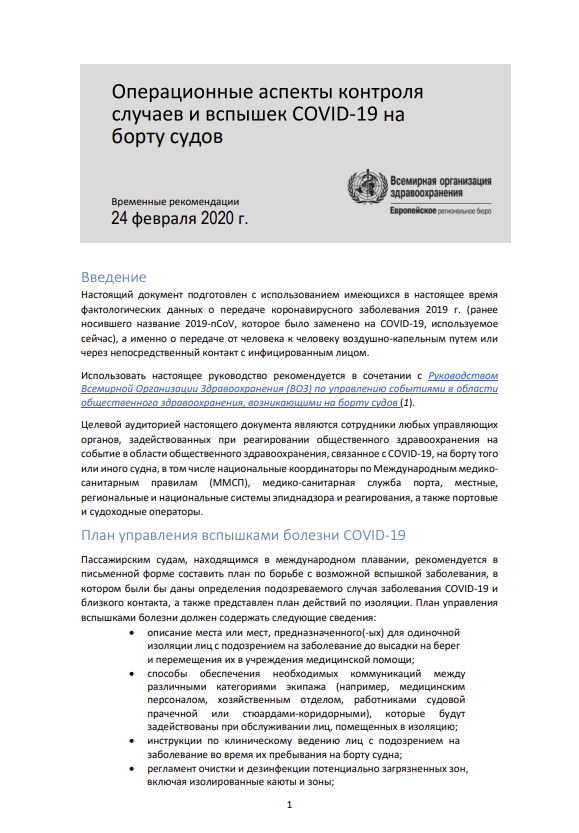 Операционные аспекты контроля
случаев и вспышек COVID-19 на
борту судов
Временные рекомендации
24 февраля 2020 г.
Всемирная организация
здравоохранения
Европейское региональное бюро
Введение
Настоящий документ подготовлен с использованием имеющихся в настоящее время
фактологических данных о передаче коронавирусного заболевания 2019 г. (ранее
носившего название 2019-nCoV, которое было заменено на COVID-19, используемое
сейчас), а именно о передаче от человека к человеку воздушно-капельным путем или
через непосредственный контакт с инфицированным лицом.
Использовать настоящее руководство рекомендуется в сочетании с Руководством
Всемирной Организации Здравоохранения (ВОЗ) по управлению событиями в области
общественного здравоохранения, возникающими на борту судов (1).
Целевой аудиторией настоящего документа являются сотрудники любых управляющих
органов, задействованных при реагировании общественного здравоохранения на
событие в области общественного здравоохранения, связанное с COVID-19, на борту того
или иного судна, в том числе национальные координаторы по Международным медико-
санитарным правилам (ММСП), медико-санитарная служба порта, местные,
региональные и национальные системы эпиднадзора и реагирования, а также портовые
и судоходные операторы.
План управления вспышками болезни COVID-19
Пассажирским судам, находящимся в международном плавании, рекомендуется в
письменной форме составить план по борьбе с возможной вспышкой заболевания, в
котором были бы даны определения подозреваемого случая заболевания COVID-19 и
близкого контакта, а также представлен план действий по изоляции. План управления
вспышками болезни должен содержать следующие сведения:
• описание места или мест, предназначенного(-ых) для одиночной
изоляции лиц с подозрением на заболевание до высадки на берег
и перемещения их в учреждения медицинской помощи;
• способы обеспечения необходимых коммуникаций между
различными категориями экипажа (например, медицинским
персоналом, хозяйственным отделом, работниками судовой
прачечной или стюардами-коридорными), которые будут
задействованы при обслуживании лиц, помещенных в изоляцию;
• инструкции по клиническому ведению лиц с подозрением на
заболевание во время их пребывания на борту судна;
• регламент очистки и дезинфекции потенциально загрязненных зон,
включая изолированные каюты и зоны;
1